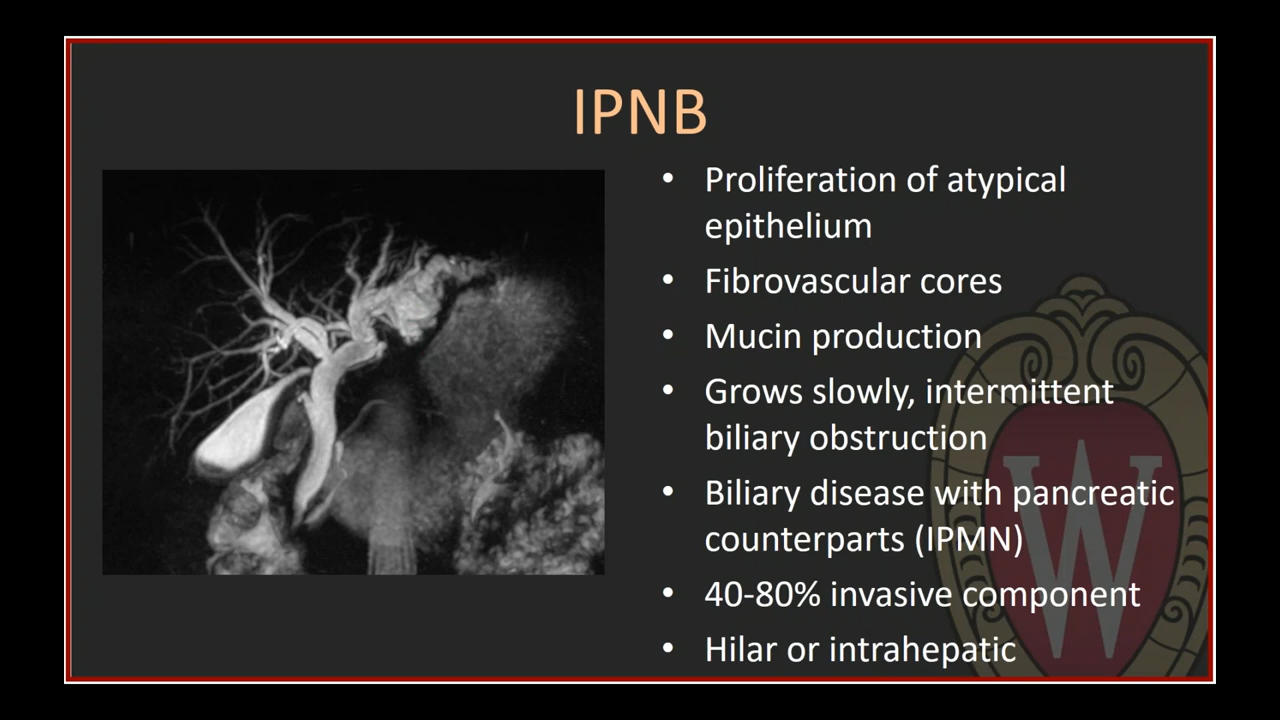 IPNB
• Proliferation of atypical
epithelium
• Fibrovascular cores
• Mucin production
• Grows slowly, intermittent
biliary obstruction
• Biliary disease with pancreatic
counterparts (IPMN)
• 40-80% invasive component
• Hilar or intrahepatic
W